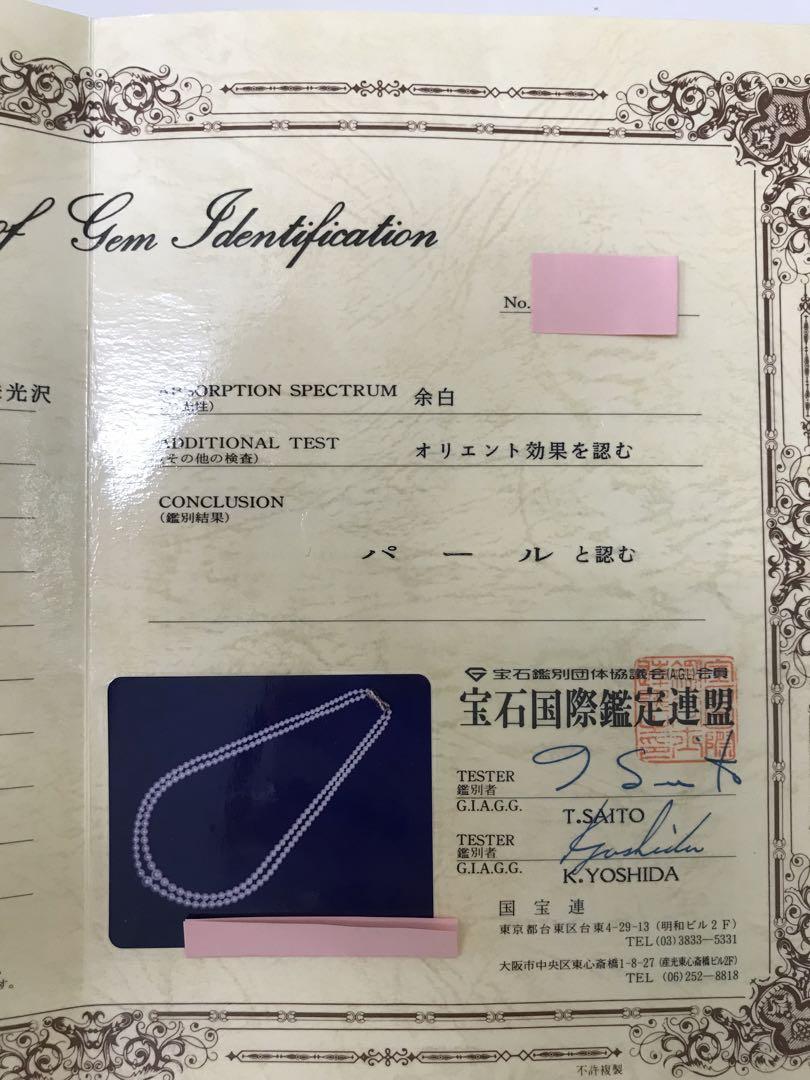 of Gem Identification
No.
光沢
ABSORPTION SPECTRUM 余白
性)
ADDITIONAL TEST オリエント効果を認む
(その他の検査)
CONCLUSION
(鑑別結果)
パール と認む
宝石鑑別団体協議会(A.G.L)会員
宝石国際鑑定連盟
TESTER
鑑別者
G.I.A.G.G. T.SAITO
TESTER
鑑別者
G.I.A.G.G. K.YOSHIDA
国宝連
東京都台東区台東4-29-13 (明和ビル2F)
TEL (03)3833-5331
大阪市中央区東心斎橋1-8-27 (産光東心斎橋ビル2F)
TEL (06)252-8818
す。
不許複製